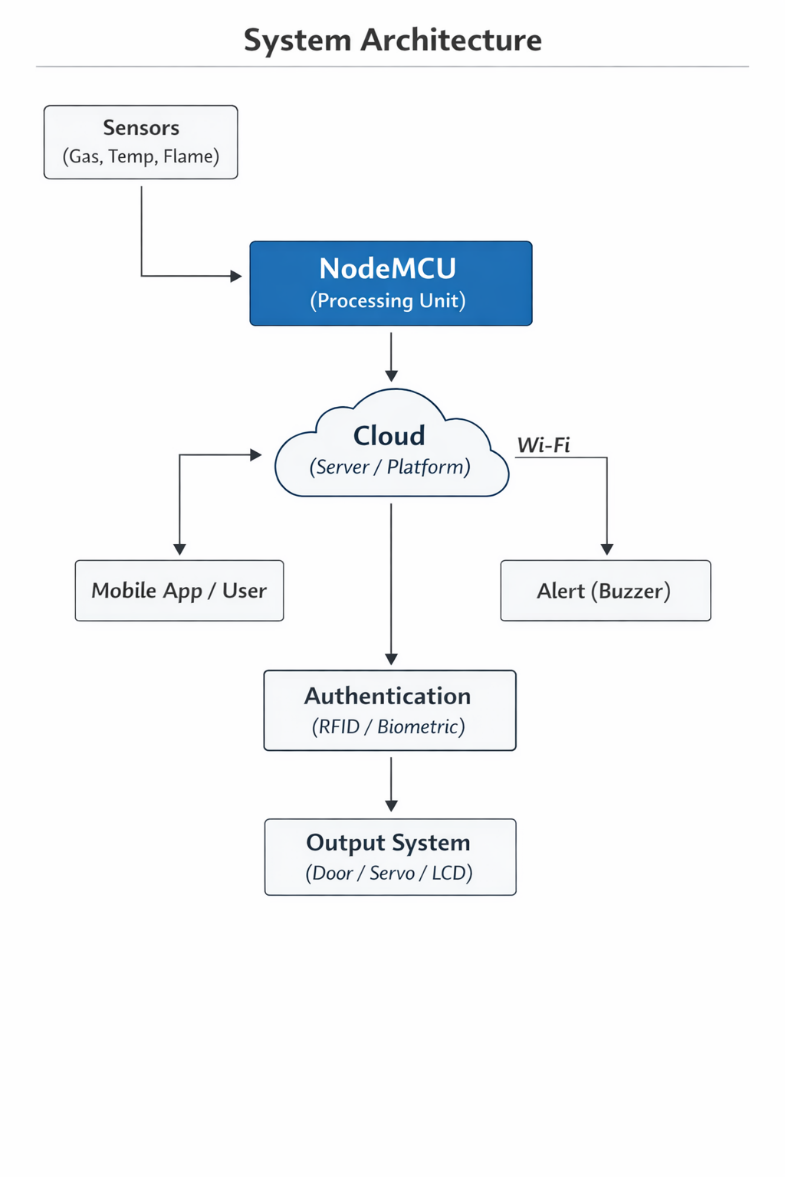 System Architecture
Sensors
(Gas, Temp, Flame)
NodeMCU
(Processing Unit)
Cloud
(Server / Platform)
Wi-Fi
Mobile App / User
Alert (Buzzer)
Authentication
(RFID / Biometric)
Output System
(Door / Servo / LCD)